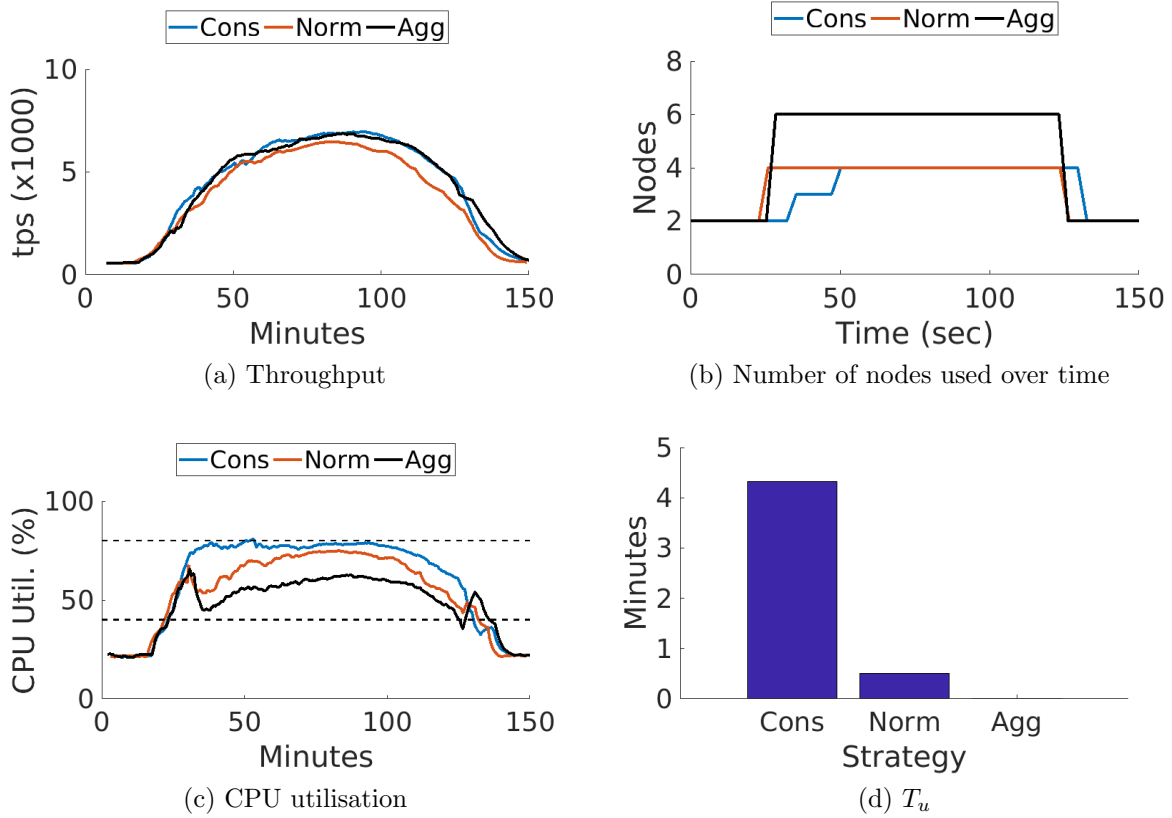 Cons Norm Agg
10
5
0
tps (x1000)
0 50 100 150
Minutes
(a) Throughput
Cons Norm Agg
8
6
4
2
0
Nodes
0 50 100 150
Time (sec)
(b) Number of nodes used over time
Cons Norm Agg
100
50
0
CPU Util. (%)
0 50 100 150
Minutes
(c) CPU utilisation
5
4
3
2
1
0
Minutes
Cons Norm Agg
Strategy
(d) T_u